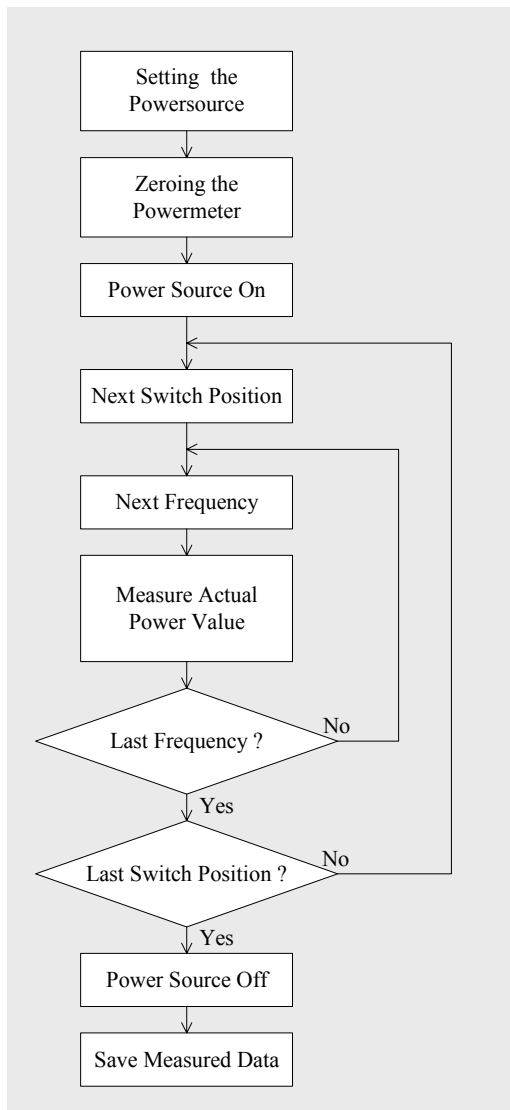 Setting the
Powersource
Zeroing the
Powermeter
Power Source On
Next Switch Position
Next Frequency
Measure Actual
Power Value
Last Frequency ?
No
Yes
Last Switch Position ?
No
Yes
Power Source Off
Save Measured Data